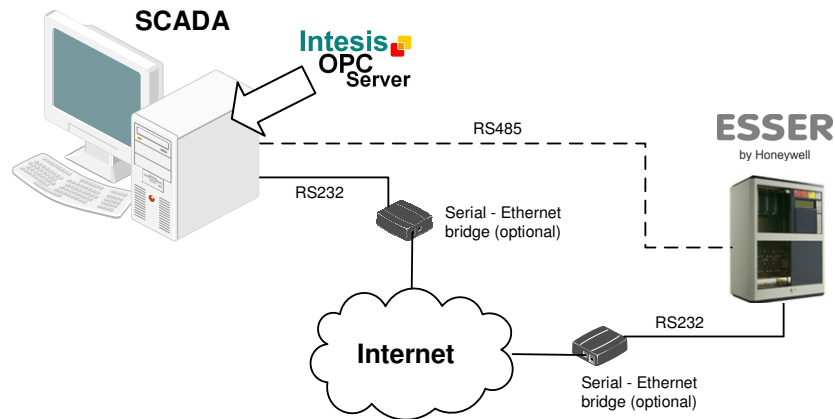 SCADA
Intesis
OPC
Server
RS485
ESSER
by Honeywell
RS232
Serial - Ethernet
bridge (optional)
Internet
RS232
Serial - Ethernet
bridge (optional)